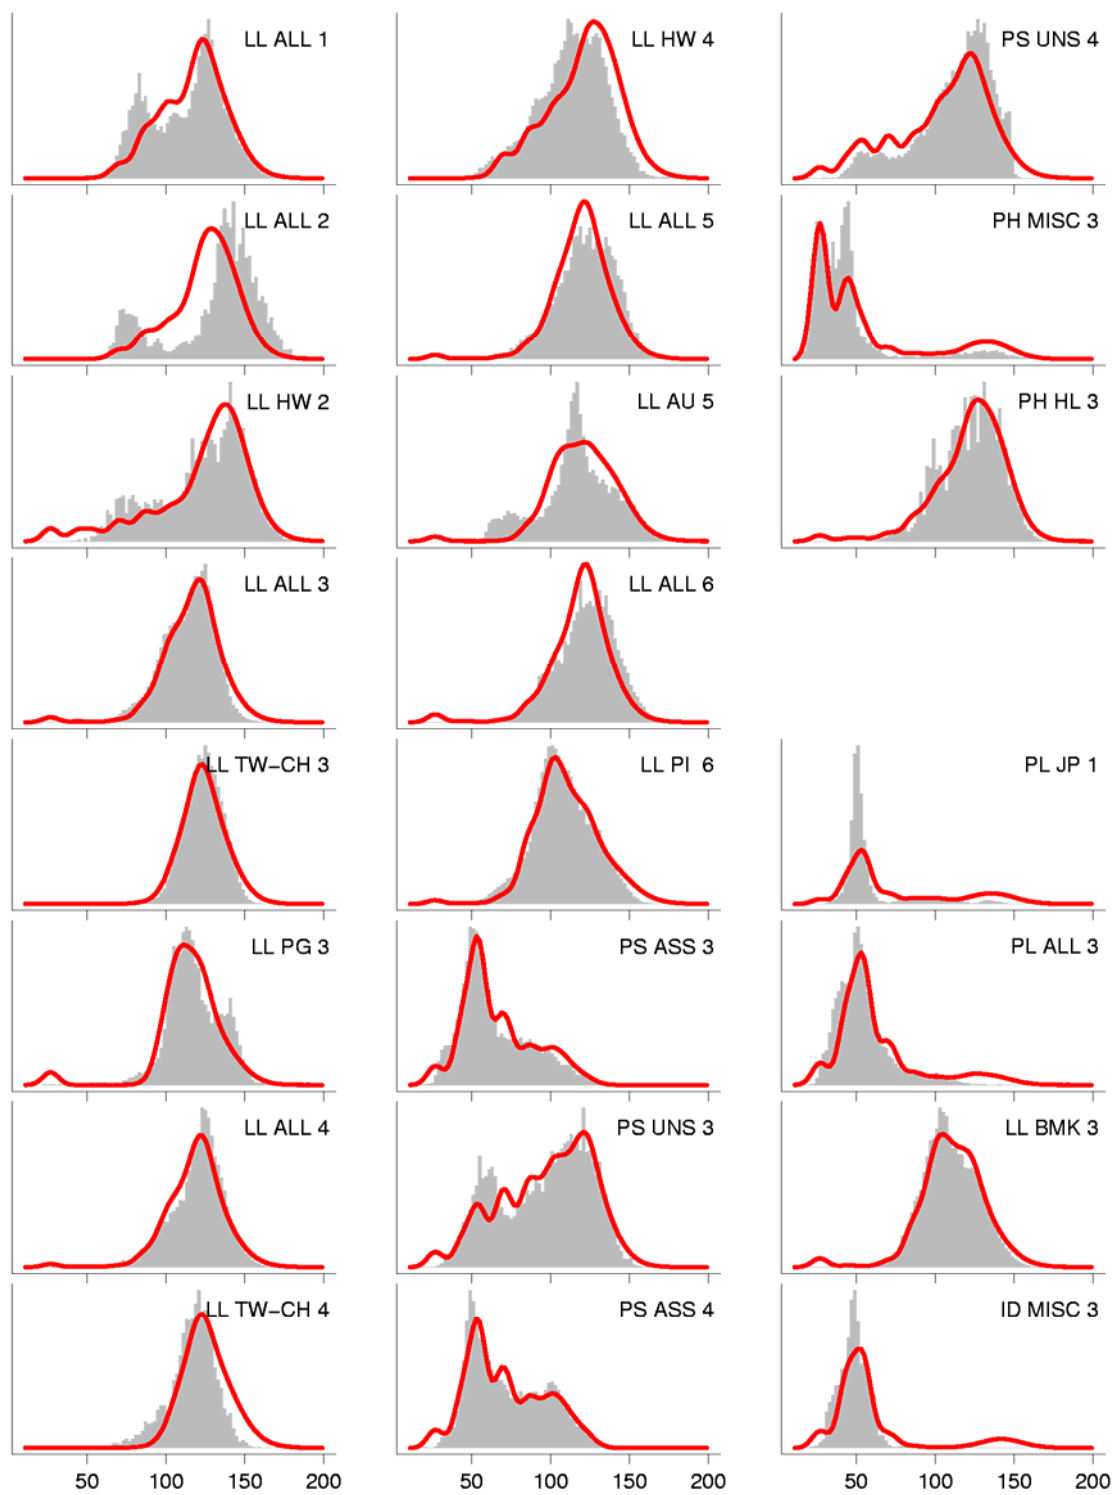 LL ALL 1
LL HW 4
PS UNS 4
LL ALL 2
LL ALL 5
PH MISC 3
LL HW 2
LL AU 5
PH HL 3
LL ALL 3
LL ALL 6
LL TW−CH 3
LL PI 6
PL JP 1
LL PG 3
PS ASS 3
PL ALL 3
LL ALL 4
PS UNS 3
LL BMK 3
LL TW−CH 4
PS ASS 4
ID MISC 3
50 100 150 200
50 100 150 200
50 100 150 200